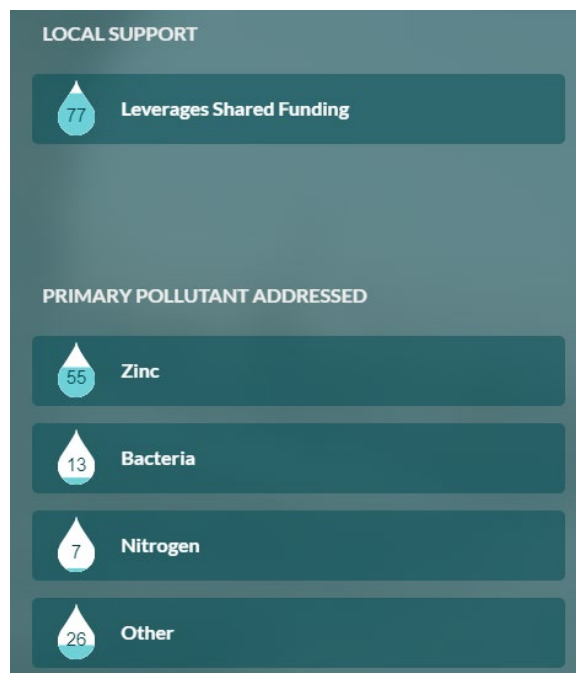 LOCAL SUPPORT
77 Leverages Shared Funding
PRIMARY POLLUTANT ADDRESSED
55 Zinc
13 Bacteria
7 Nitrogen
26 Other